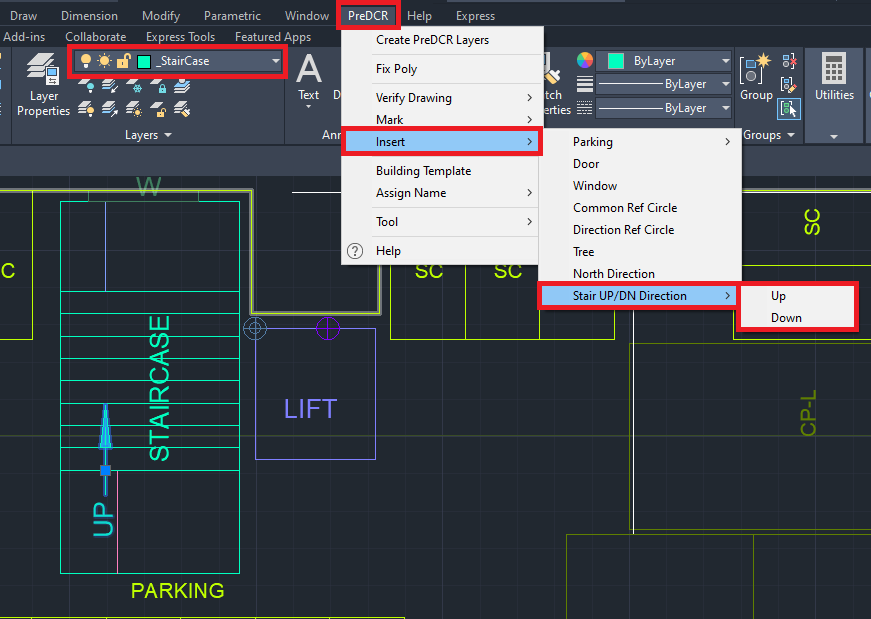 Draw Dimension Modify Parametric Window PreDCR Help Express
Add-ins Collaborate Express Tools Featured Apps
_StairCase
Layer
Properties
Layers
Text
Create PreDCR Layers
Fix Poly
Verify Drawing
Mark
Insert
Building Template
Assign Name
Tool
? Help
ByLayer
ByLayer
ByLayer
Group
Groups
Utilities
Parking
Door
Window
Common Ref Circle
Direction Ref Circle
Tree
North Direction
Stair UP/DN Direction
Up
Down
W
SC
SC
SC
STAIRCASE
LIFT
UP
CP-L
PARKING